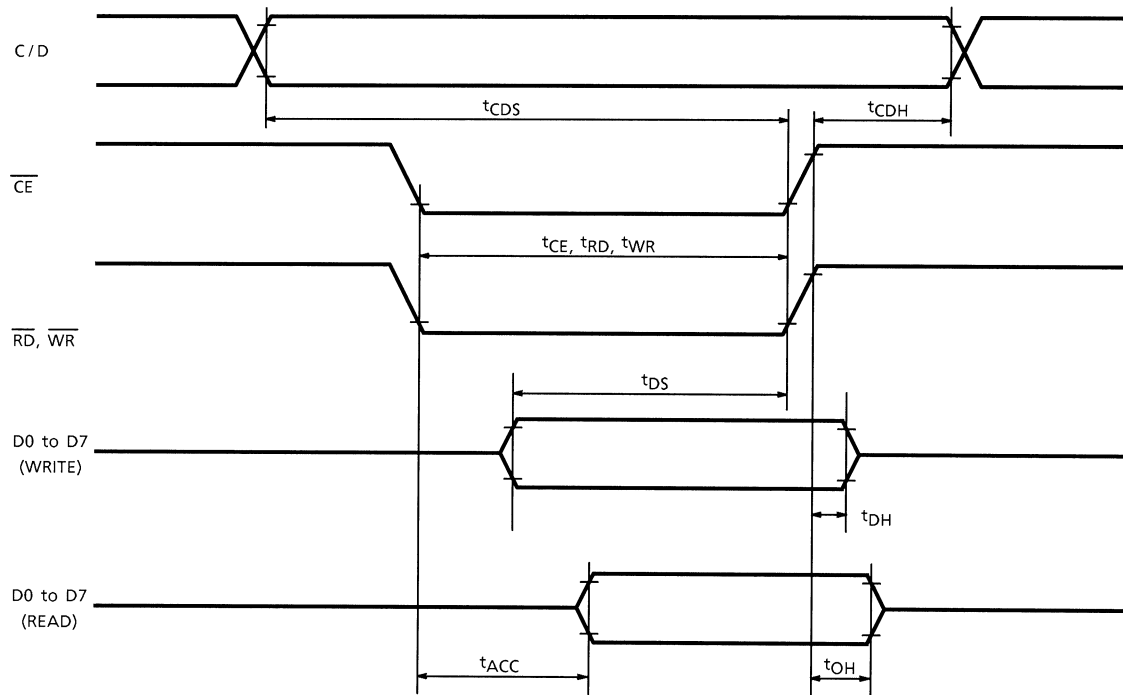 C/D
tCDS
tCDH
CE
tCE, tRD, tWR
RD, WR
tDS
D0 to D7
(WRITE)
tDH
D0 to D7
(READ)
tACC
tOH